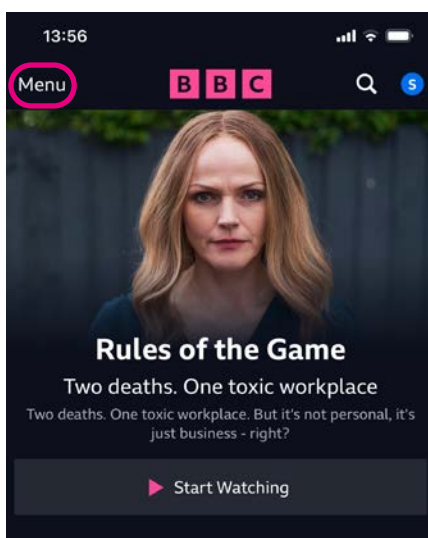 13:56
Menu BBC S
Rules of the Game
Two deaths. One toxic workplace
Two deaths. One toxic workplace. But it's not personal, it's
just business - right?
Start Watching